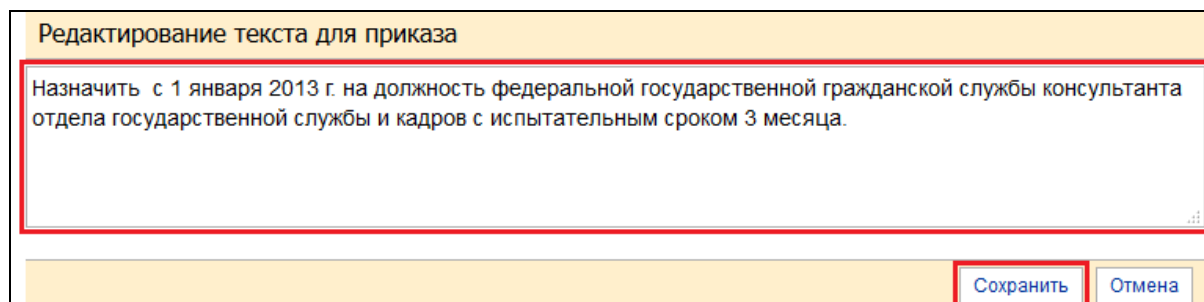 Редактирование текста для приказа
Назначить  с 1 января 2013 г. на должность федеральной государственной гражданской службы консультанта
отдела государственной службы и кадров с испытательным сроком 3 месяца.
Сохранить Отмена